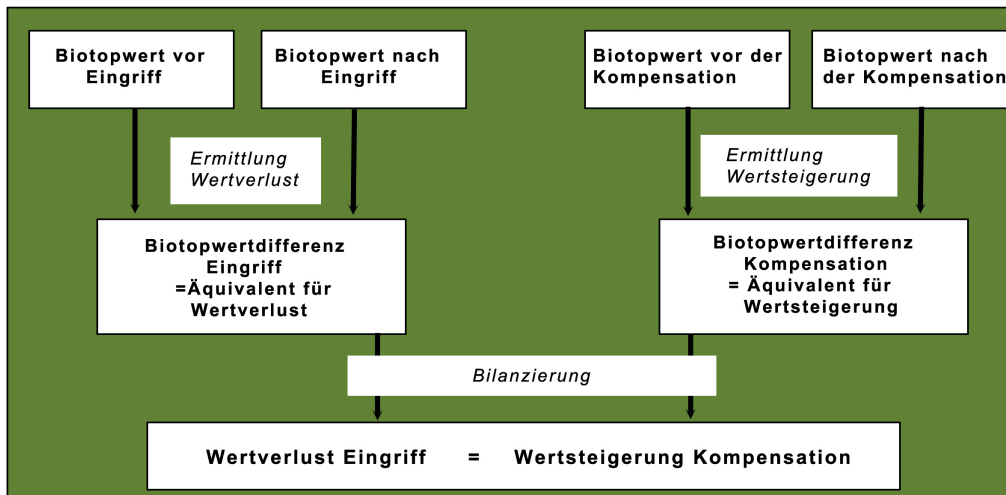 Biotopwert vor
Eingriff
Biotopwert nach
Eingriff
Biotopwert vor der
Kompensation
Biotopwert nach
der Kompensation
Ermittlung
Wertverlust
Ermittlung
Wertsteigerung
Biotopwertdifferenz
Eingriff
=Äquivalent für
Wertverlust
Biotopwertdifferenz
Kompensation
= Äquivalent für
Wertsteigerung
Bilanzierung
Wertverlust Eingriff = Wertsteigerung Kompensation